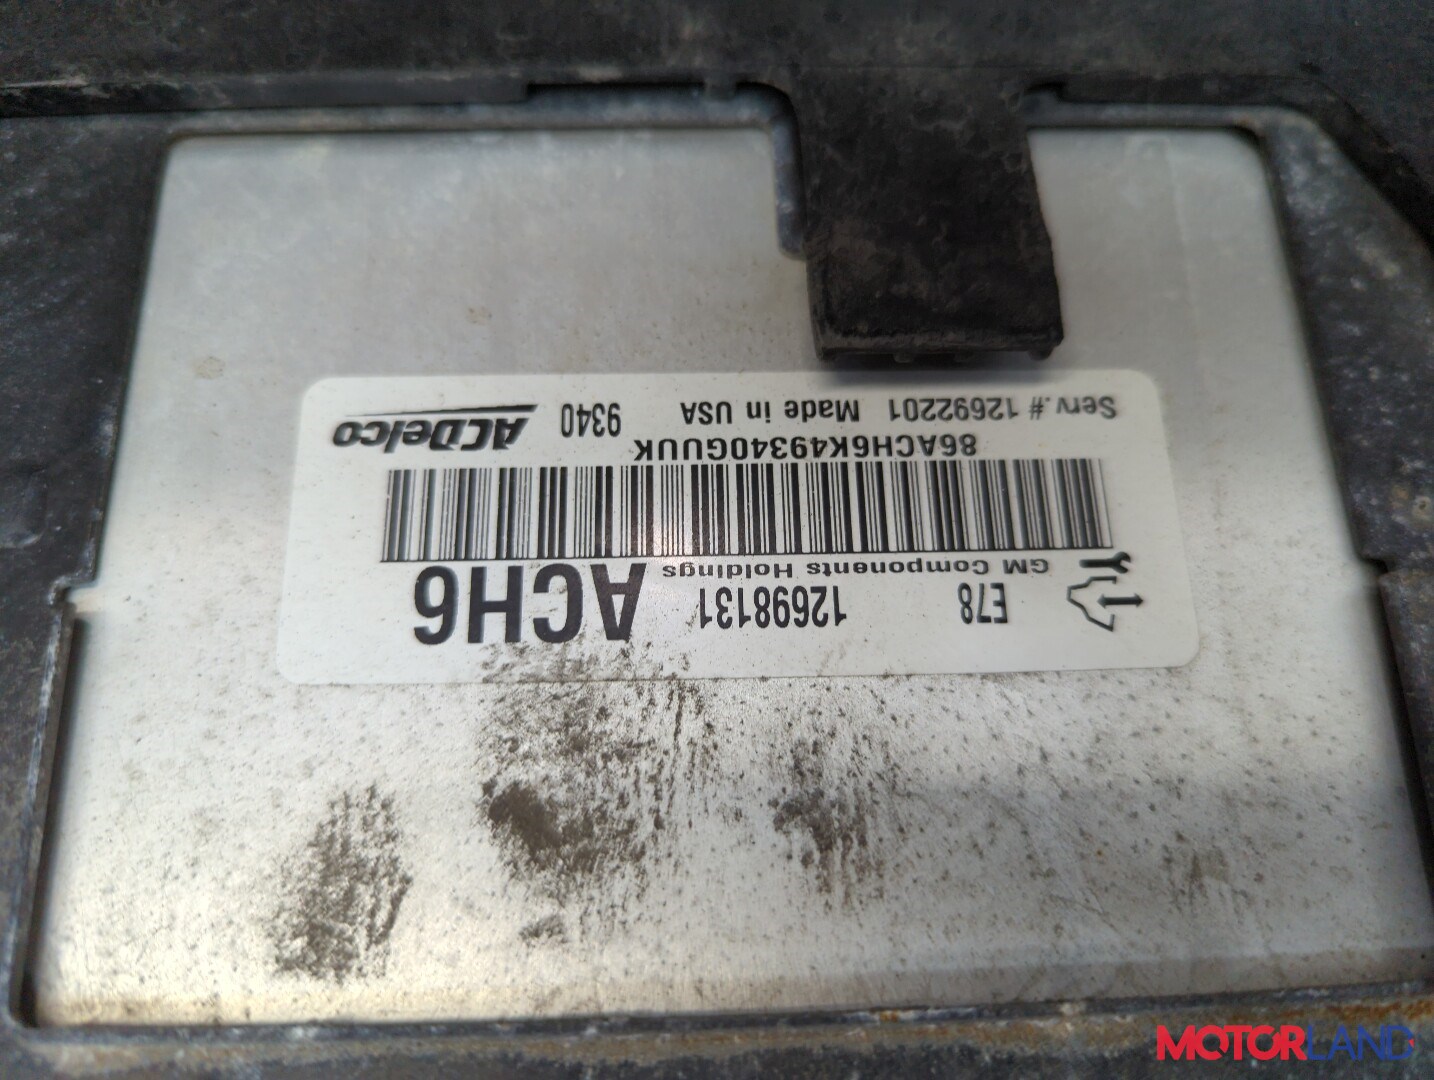 E78 12698131 ACH6
GM Components Holdings
86ACH6K49340GUUK
Serv.# 12692201 Made in USA 9340 ACDelco
MOTORLAND